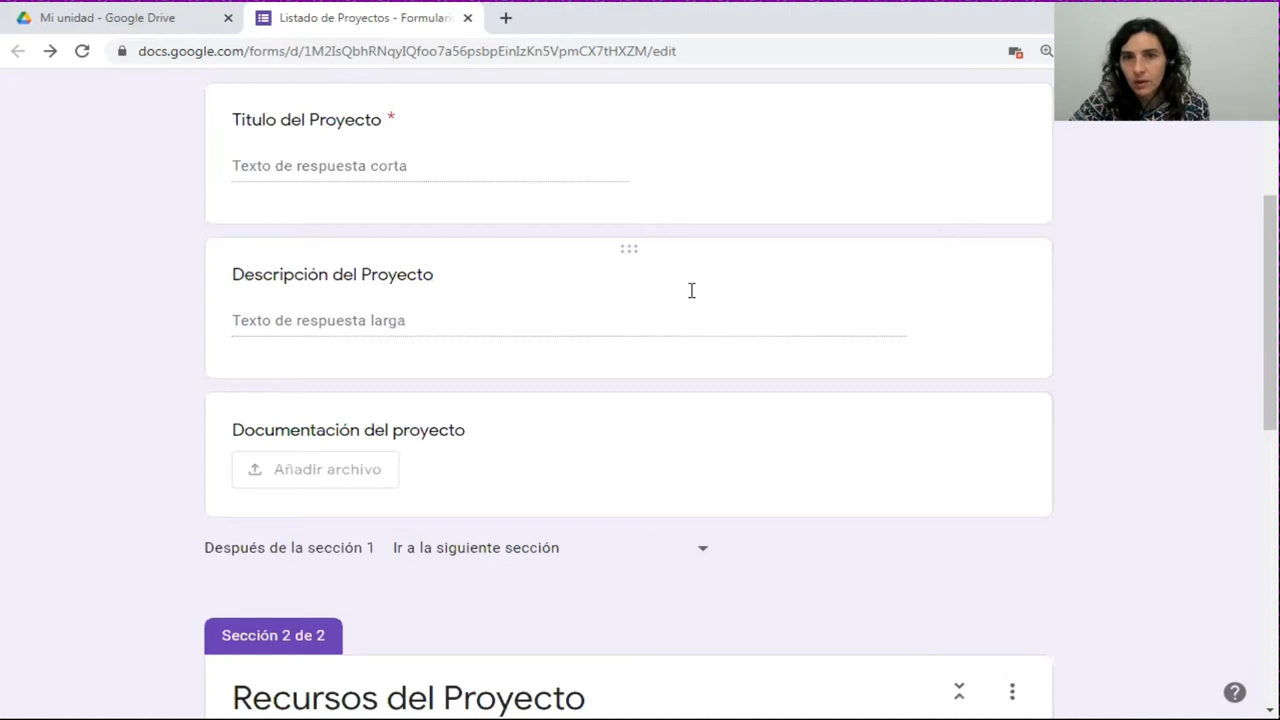 Mi unidad - Google Drive
Listado de Proyectos - Formulari
docs.google.com/forms/d/1M2IsQbhRNqyIQfoo7a56psbpEinIzKn5VpmCX7tHXZM/edit
Titulo del Proyecto *
Texto de respuesta corta
Descripción del Proyecto
Texto de respuesta larga
Documentación del proyecto
Añadir archivo
Después de la sección 1 Ir a la siguiente sección
Sección 2 de 2
Recursos del Proyecto